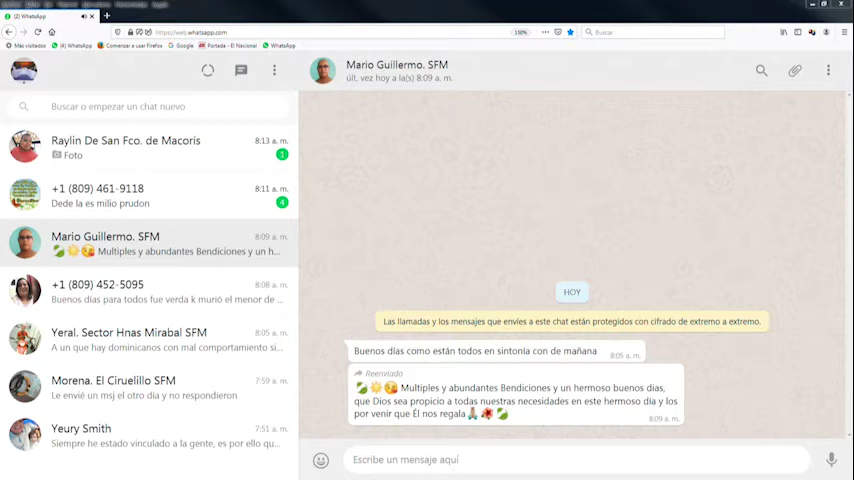 (2) WhatsApp
https://web.whatsapp.com
150%
Buscar
Más visitados
(4) WhatsApp
Comenzar a usar Firefox
Google
Portada - El Nacional
WhatsApp
Mario Guillermo. SFM
últ. vez hoy a la(s) 8:09 a. m.
Buscar o empezar un chat nuevo
Raylin De San Fco. de Macorís
8:13 a. m.
Foto
1
+1 (809) 461-9118
8:11 a. m.
Dede la es milio prudon
4
Mario Guillermo. SFM
8:09 a. m.
Multiples y abundantes Bendiciones y un h...
+1 (809) 452-5095
8:08 a. m.
Buenos días para todos fue verda k murió el menor de ...
Yeral. Sector Hnas Mirabal SFM
8:05 a. m.
A un que hay dominicanos con mal comportamiento si...
Morena. El Ciruelillo SFM
7:59 a. m.
Le envié un msj el otro día y no respondieron
Yeury Smith
7:51 a. m.
Siempre he estado vinculado a la gente, es por ello qu...
HOY
Las llamadas y los mensajes que envíes a este chat están protegidos con cifrado de extremo a extremo.
Buenos días como están todos en sintonía con de mañana
8:05 a. m.
Reenviado
Multiples y abundantes Bendiciones y un hermoso buenos dias,
que Dios sea propicio a todas nuestras necesidades en este hermoso día y los
por venir que Él nos regala
8:09 a. m.
Escribe un mensaje aquí